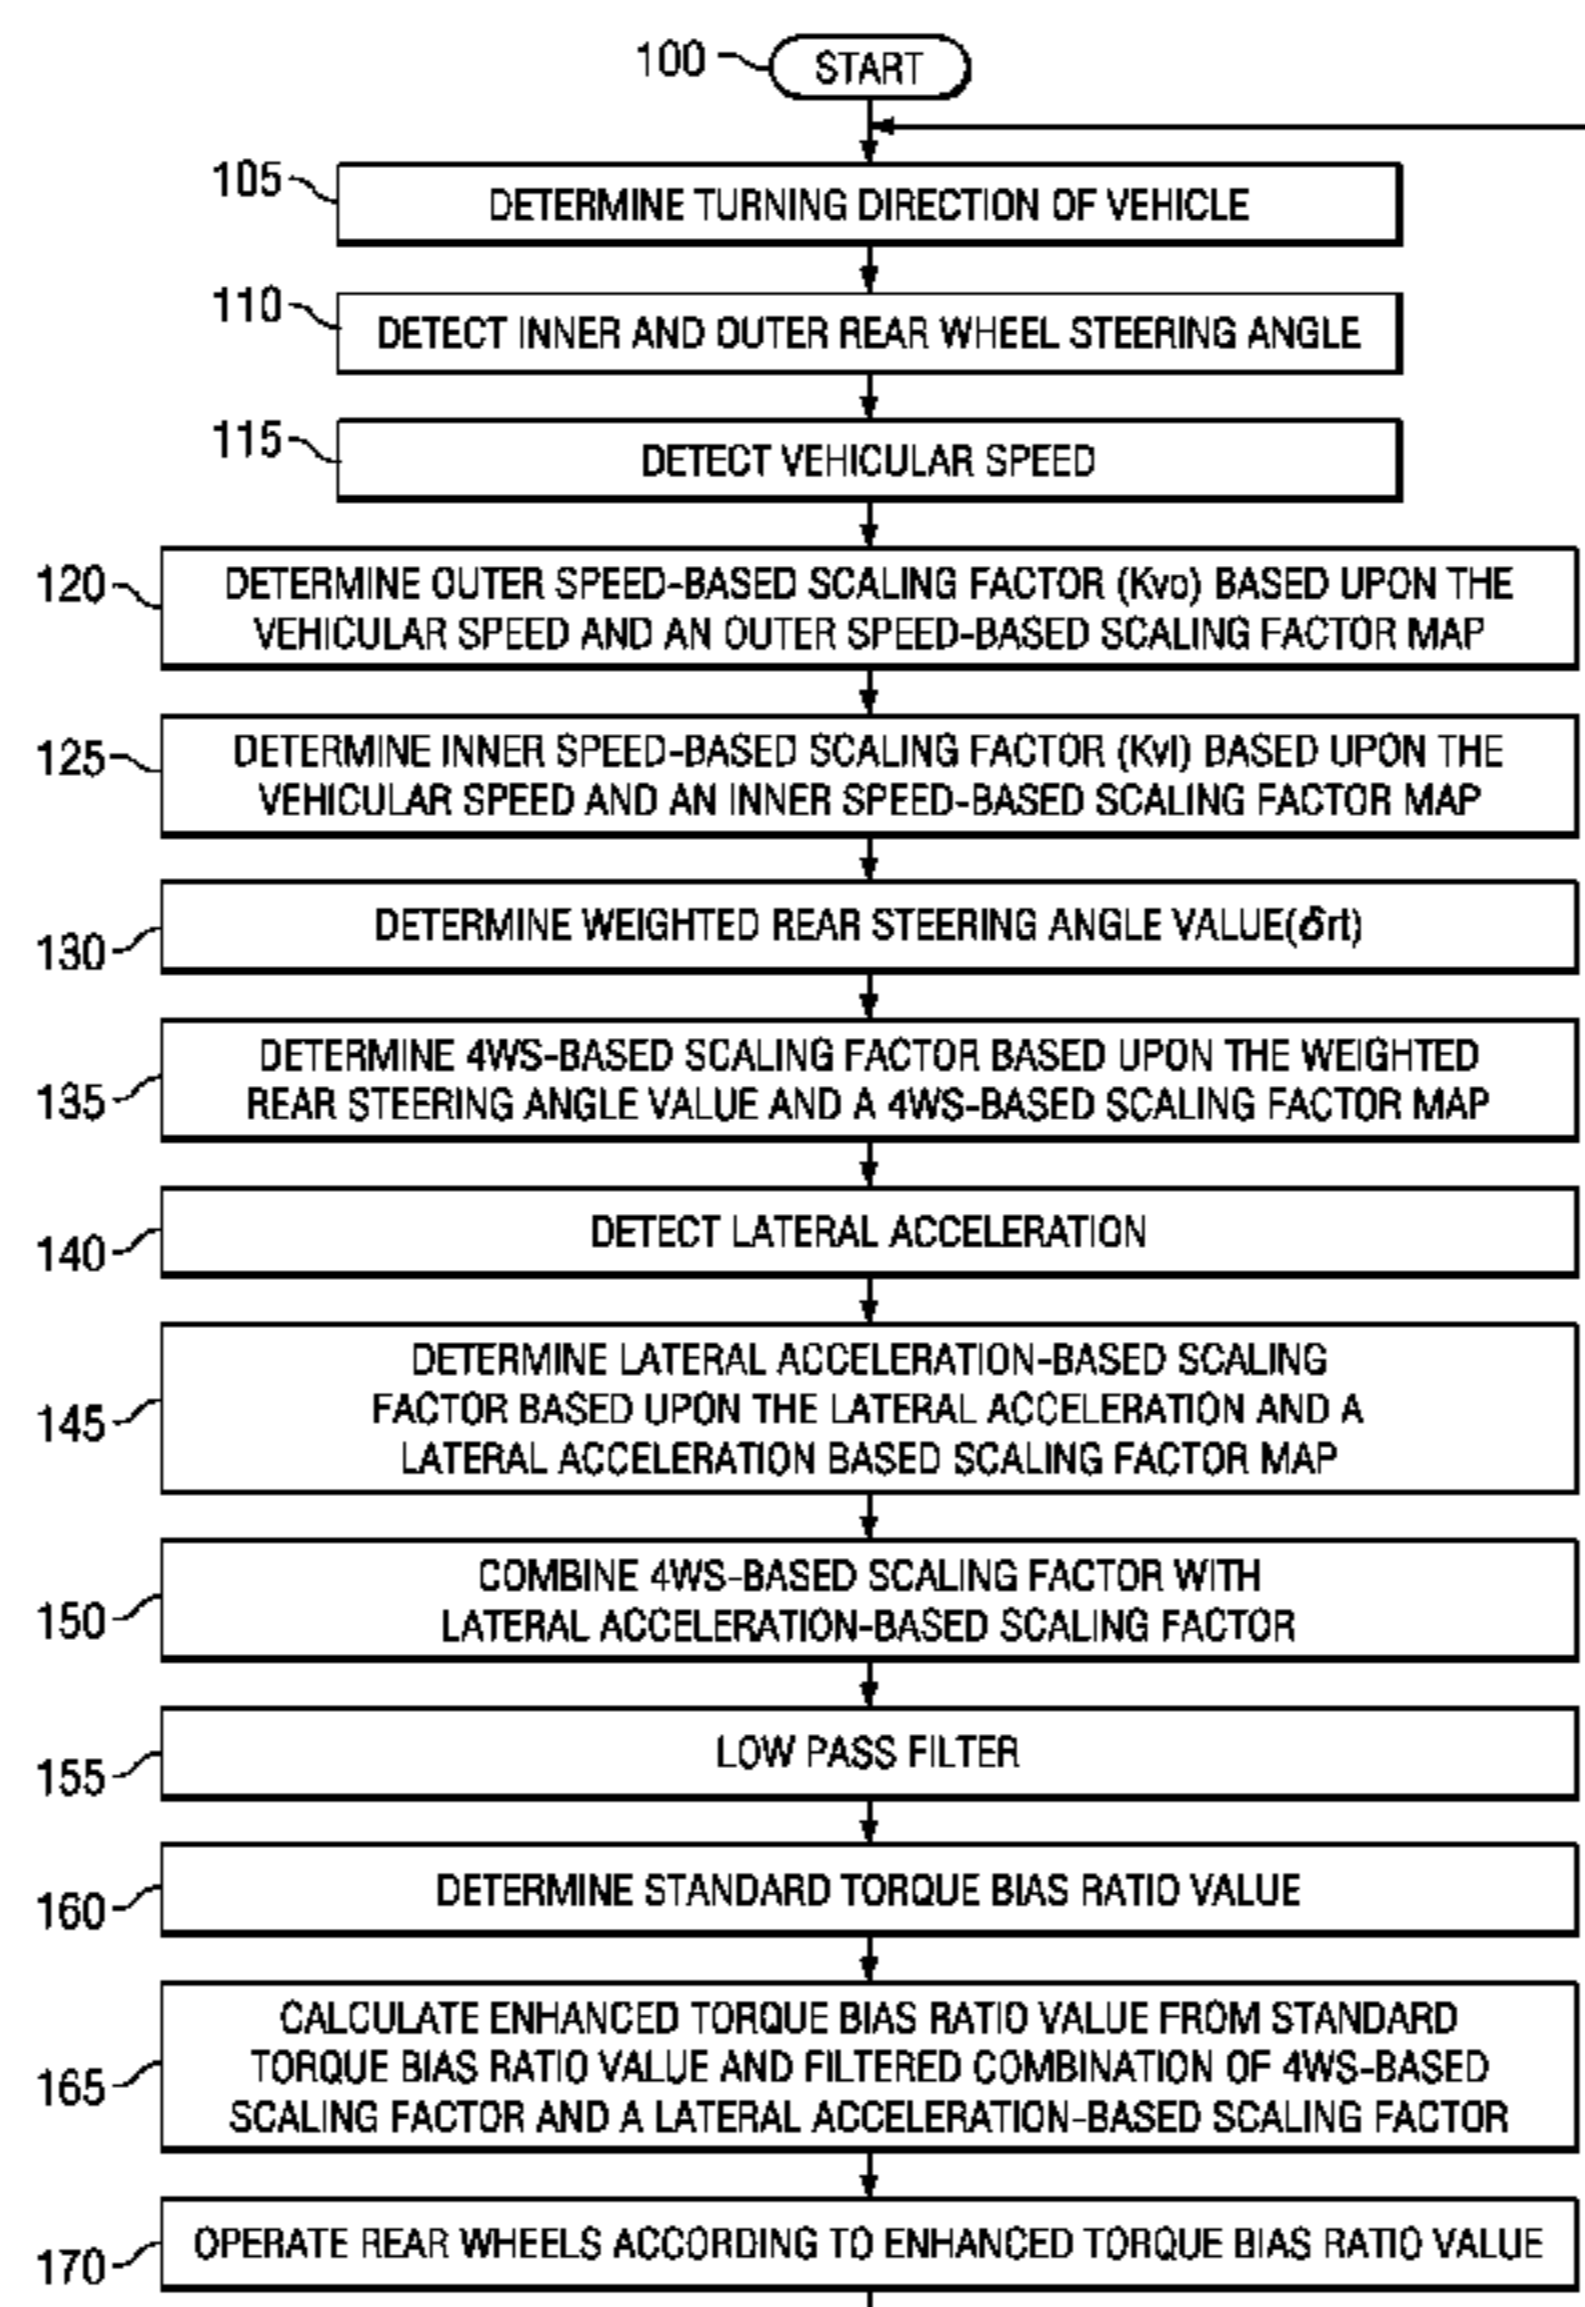 100
START
105
DETERMINE TURNING DIRECTION OF VEHICLE
110
DETECT INNER AND OUTER REAR WHEEL STEERING ANGLE
115
DETECT VEHICULAR SPEED
120
DETERMINE OUTER SPEED-BASED SCALING FACTOR (Kvo) BASED UPON THE
VEHICULAR SPEED AND AN OUTER SPEED-BASED SCALING FACTOR MAP
125
DETERMINE INNER SPEED-BASED SCALING FACTOR (KvI) BASED UPON THE
VEHICULAR SPEED AND AN INNER SPEED-BASED SCALING FACTOR MAP
130
DETERMINE WEIGHTED REAR STEERING ANGLE VALUE(δrt)
135
DETERMINE 4WS-BASED SCALING FACTOR BASED UPON THE WEIGHTED
REAR STEERING ANGLE VALUE AND A 4WS-BASED SCALING FACTOR MAP
140
DETECT LATERAL ACCELERATION
145
DETERMINE LATERAL ACCELERATION-BASED SCALING
FACTOR BASED UPON THE LATERAL ACCELERATION AND A
LATERAL ACCELERATION BASED SCALING FACTOR MAP
150
COMBINE 4WS-BASED SCALING FACTOR WITH
LATERAL ACCELERATION-BASED SCALING FACTOR
155
LOW PASS FILTER
160
DETERMINE STANDARD TORQUE BIAS RATIO VALUE
165
CALCULATE ENHANCED TORQUE BIAS RATIO VALUE FROM STANDARD
TORQUE BIAS RATIO VALUE AND FILTERED COMBINATION OF 4WS-BASED
SCALING FACTOR AND A LATERAL ACCELERATION-BASED SCALING FACTOR
170
OPERATE REAR WHEELS ACCORDING TO ENHANCED TORQUE BIAS RATIO VALUE